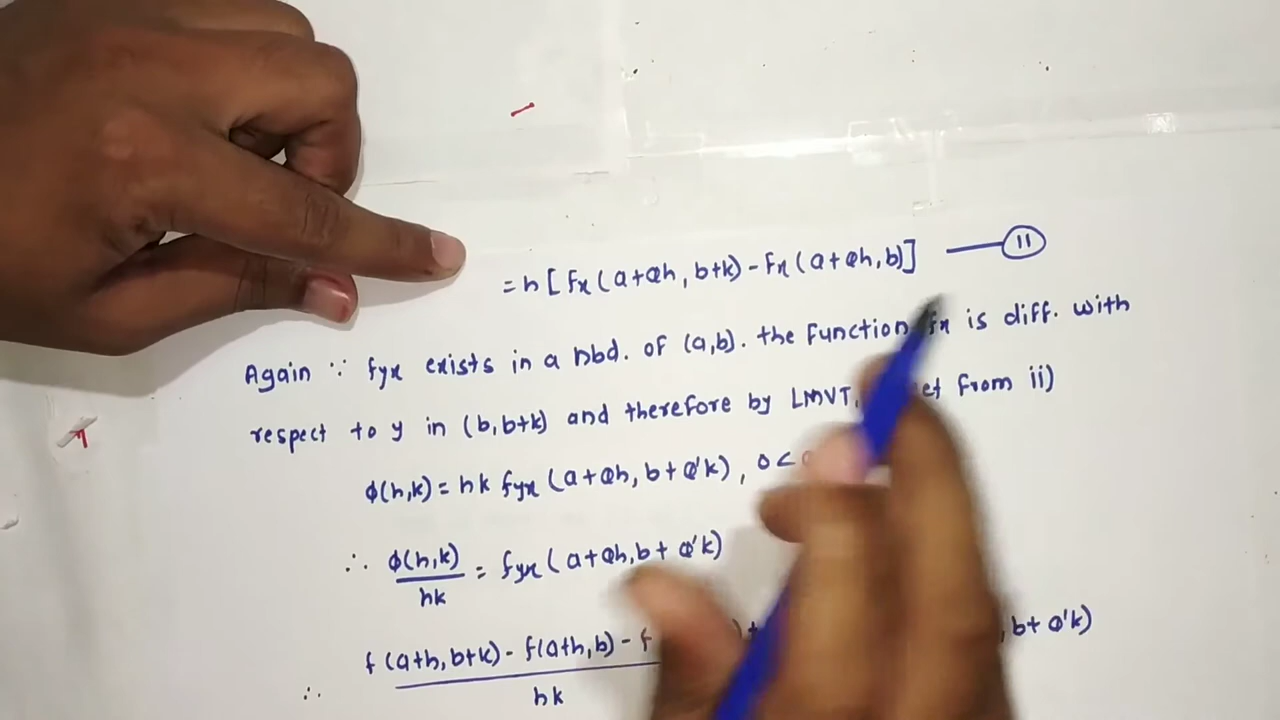 = h [ fx (a+θh, b+k) - fx (a+θh, b)] —— (11)
Again ∵ fyx exists in a nbd. of (a,b). the function fx is diff. with
respect to y in (b, b+k) and therefore by LMVT, from ii)
φ(h,k) = hk fyx (a+θh, b+θ'k), 0 <
∴ φ(h,k)/hk = fyx (a+θh, b+θ'k)
∴ f (a+h, b+k) - f(a+h, b) - f , b+θ'k)
hk